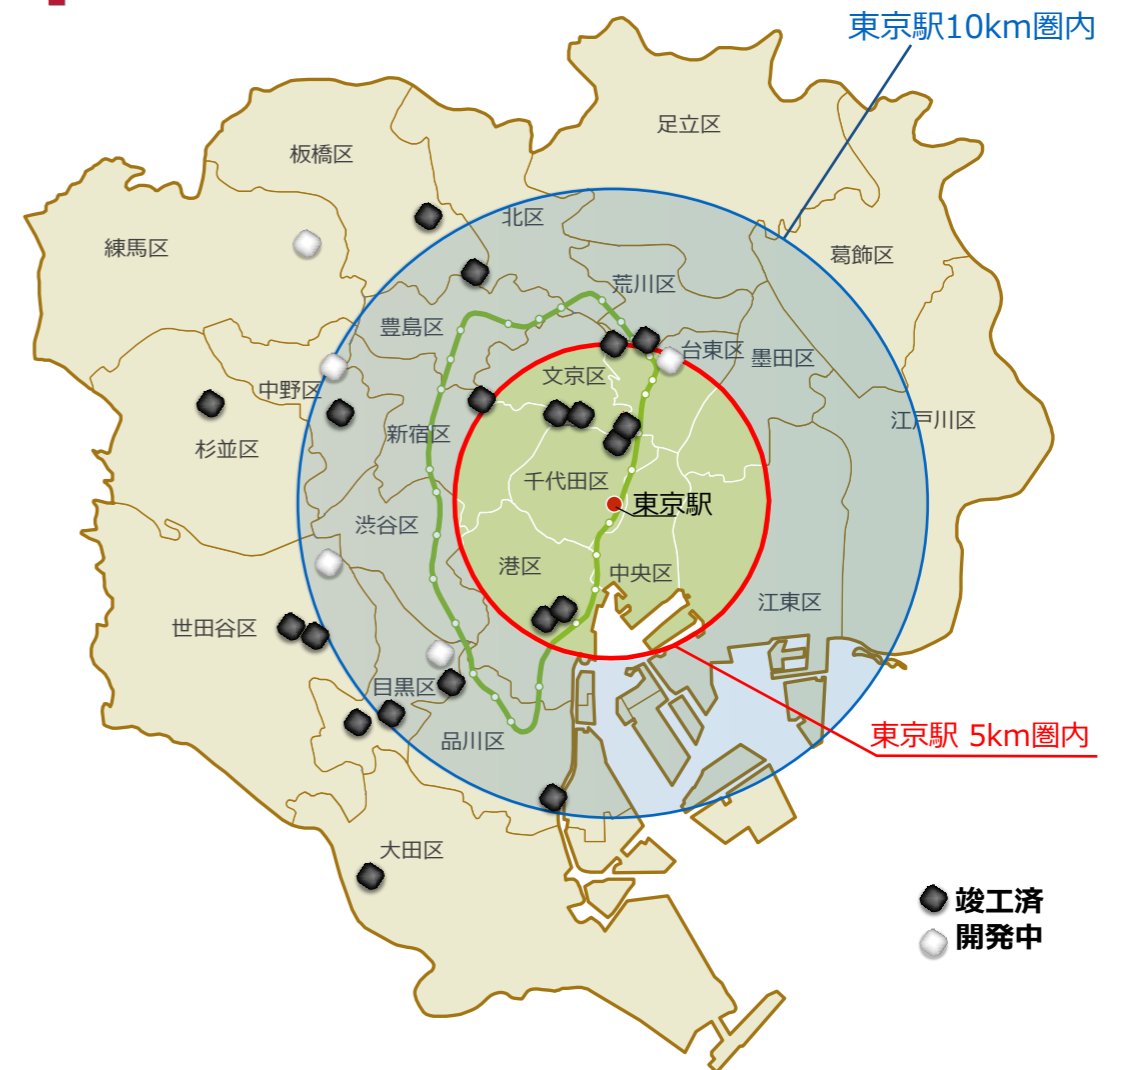 東京駅10km圏内
足立区
板橋区
北区
練馬区
葛飾区
荒川区
豊島区
台東区
墨田区
文京区
中野区
江戸川区
新宿区
杉並区
千代田区
東京駅
渋谷区
港区
中央区
江東区
世田谷区
目黒区
品川区
東京駅 5km圏内
大田区
竣工済
開発中